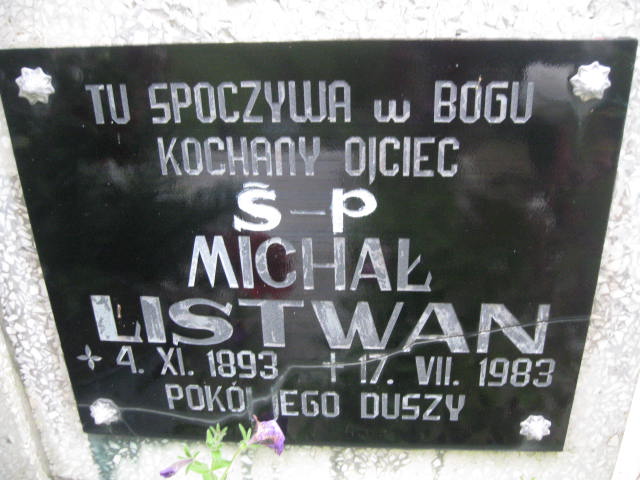 TU SPOCZYWA w BOGU
KOCHANY OJCIEC
Ś-P
MICHAŁ
LISTWAN
4. XI. 1893 + 17. VII. 1983
POKÓJ JEGO DUSZY